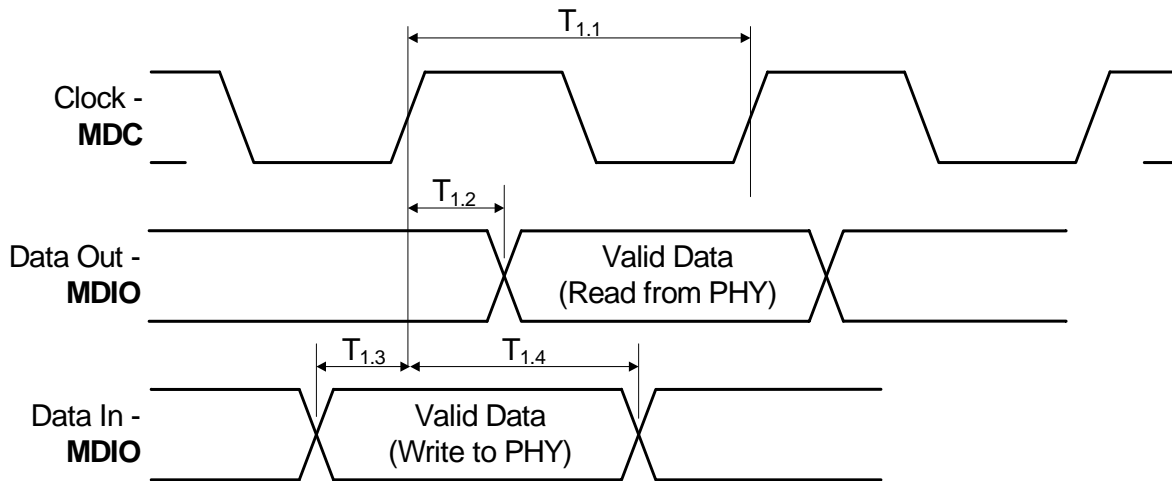 T1.1
Clock -
MDC
T1.2
Data Out -
MDIO
Valid Data
(Read from PHY)
T1.3
T1.4
Data In -
MDIO
Valid Data
(Write to PHY)